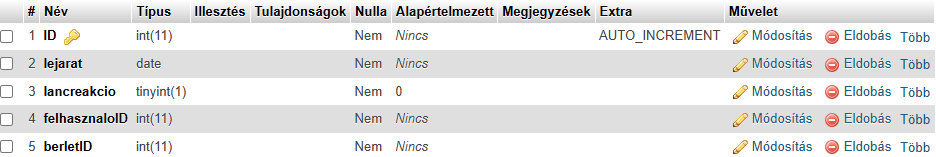 # Név Típus Illesztés Tulajdonságok Nulla Alapértelmezett Megjegyzések Extra Művelet
1 ID int(11) Nem Nincs AUTO_INCREMENT Módosítás Eldobás Több
2 lejarat date Nem Nincs Módosítás Eldobás Több
3 lancreakcio tinyint(1) Nem 0 Módosítás Eldobás Több
4 felhasznaloID int(11) Nem Nincs Módosítás Eldobás Több
5 berletID int(11) Nem Nincs Módosítás Eldobás Több